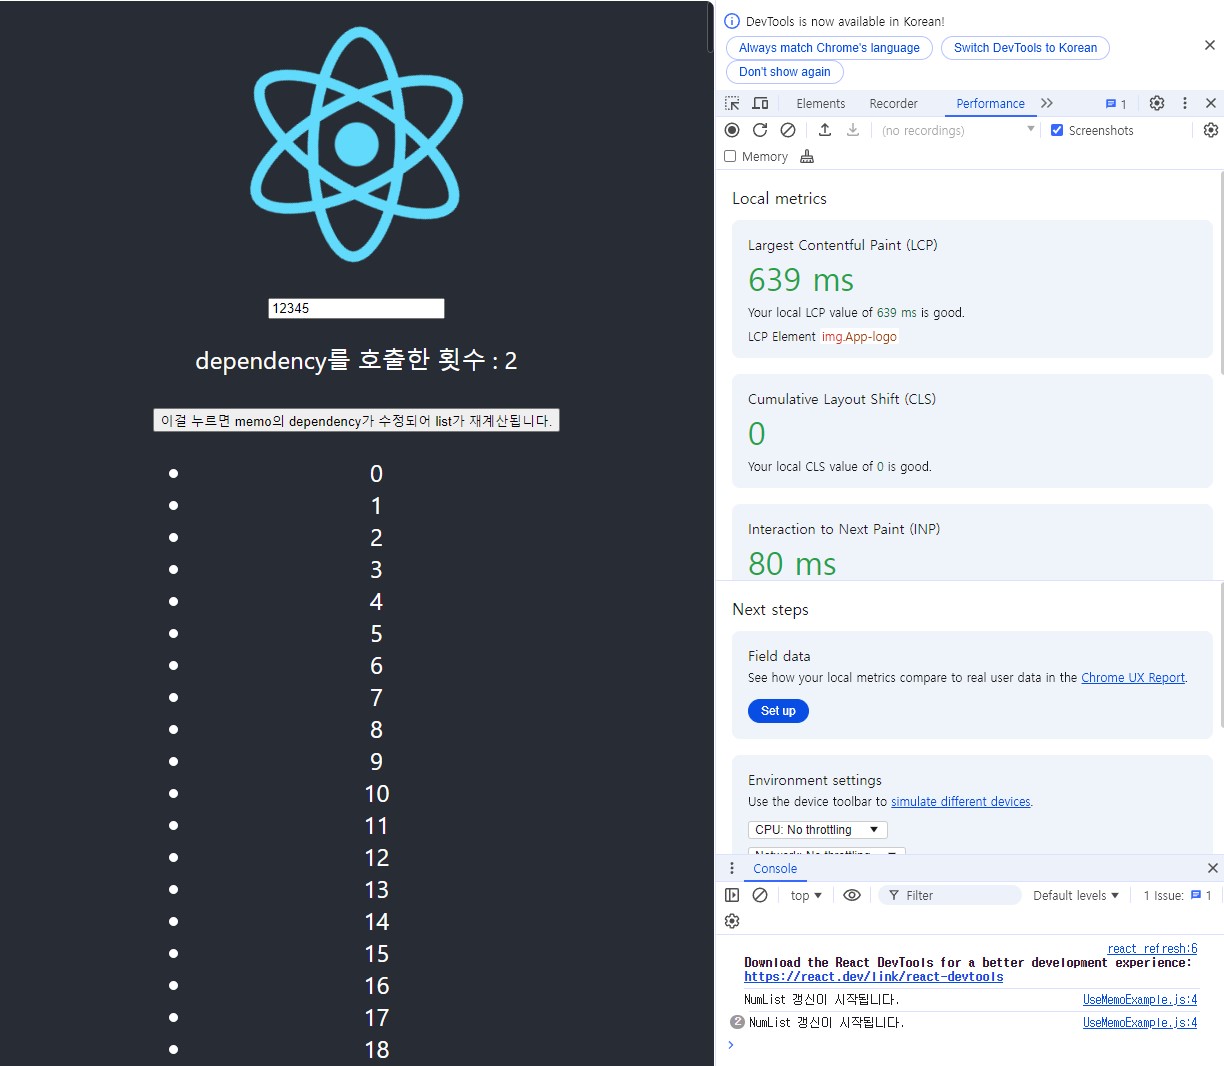 12345
dependency를 호출한 횟수 : 2
이걸 누르면 memo의 dependency가 수정되어 list가 재계산됩니다.
0
1
2
3
4
5
6
7
8
9
10
11
12
13
14
15
16
17
18
DevTools is now available in Korean!
Always match Chrome's language
Switch DevTools to Korean
Don't show again
Elements Recorder Performance 1
(no recordings) Screenshots
Memory
Local metrics
Largest Contentful Paint (LCP)
639 ms
Your local LCP value of 639 ms is good.
LCP Element img.App-logo
Cumulative Layout Shift (CLS)
0
Your local CLS value of 0 is good.
Interaction to Next Paint (INP)
80 ms
Next steps
Field data
See how your local metrics compare to real user data in the Chrome UX Report.
Set up
Environment settings
Use the device toolbar to simulate different devices.
CPU: No throttling
Network: No throttling
Console
top Filter Default levels 1 Issue: 1
react refresh:6
Download the React DevTools for a better development experience:
https://react.dev/link/react-devtools
NumList 갱신이 시작됩니다. UseMemoExample.js:4
2 NumList 갱신이 시작됩니다. UseMemoExample.js:4